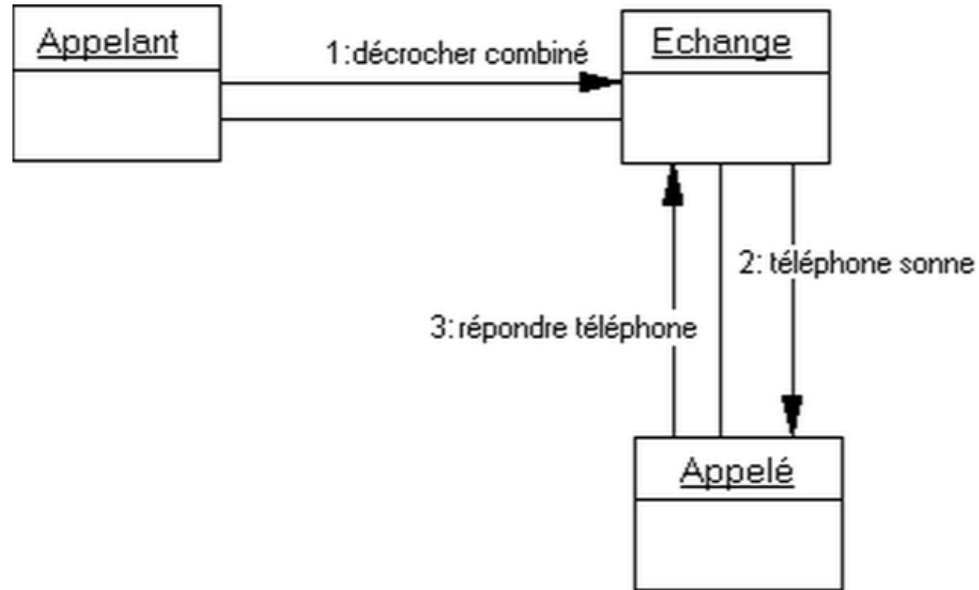 Appelant
1:décrocher combiné
Echange
2: téléphone sonne
3:répondre téléphone
Appelé